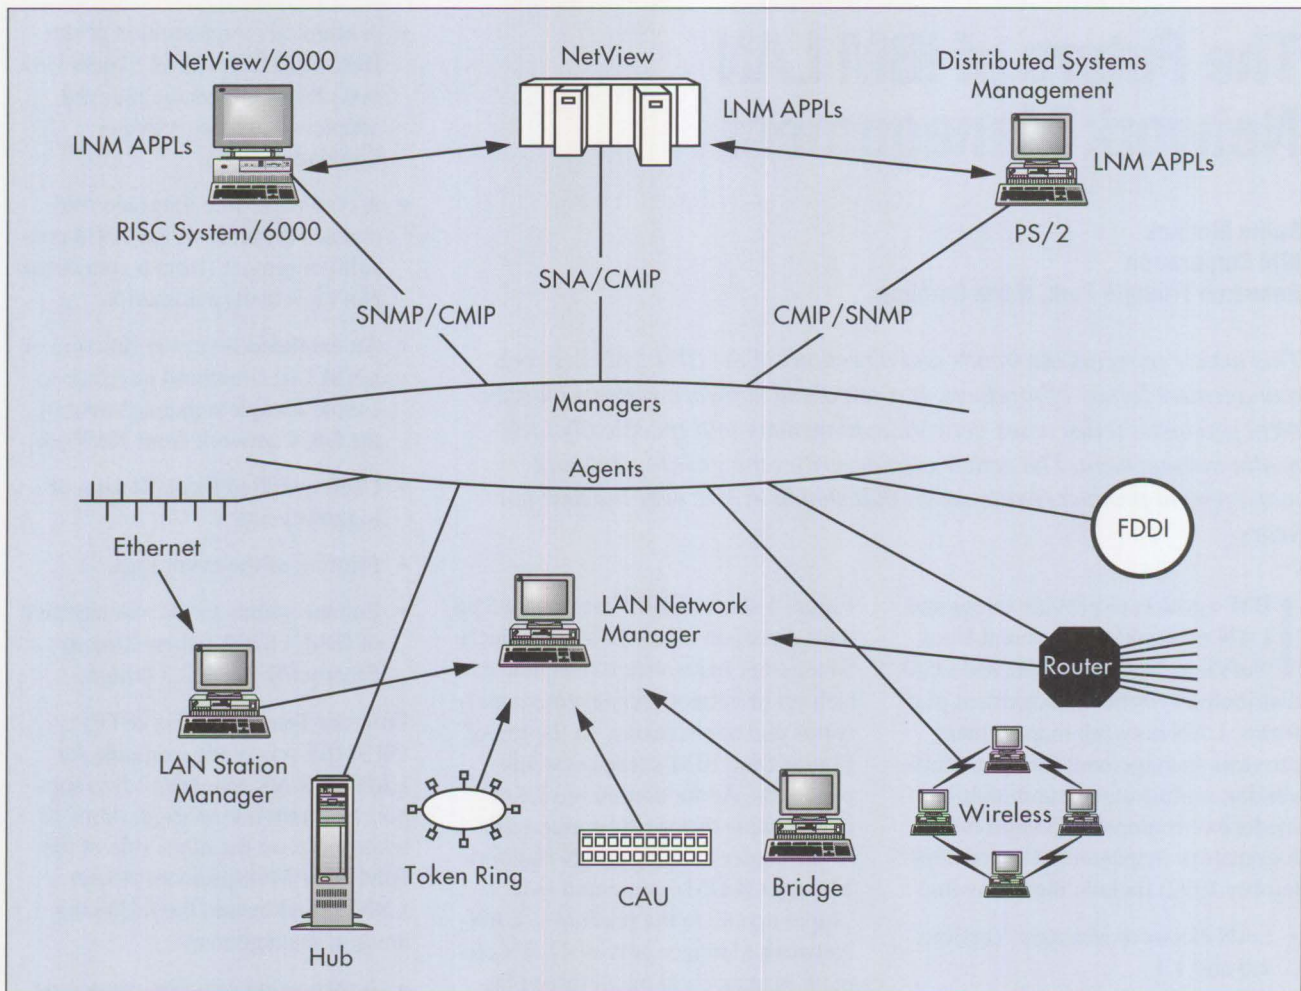 NetView/6000
LNM APPLs
RISC System/6000
NetView
LNM APPLs
Distributed Systems
Management
LNM APPLs
PS/2
SNMP/CMIP
SNA/CMIP
CMIP/SNMP
Managers
Agents
Ethernet
FDDI
LAN Network
Manager
Router
LAN Station
Manager
Wireless
Token Ring
CAU
Bridge
Hub